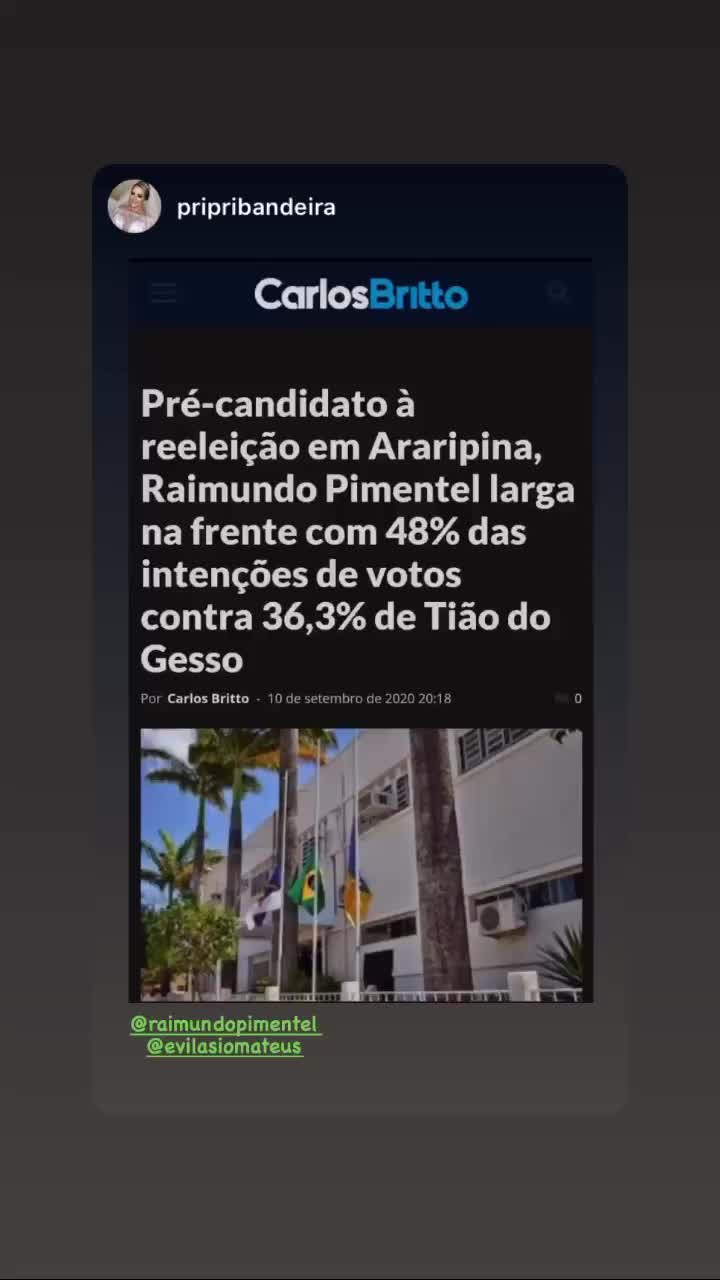 pripribandeira
CarlosBritto
Pré-candidato à
reeleição em Araripina,
Raimundo Pimentel larga
na frente com 48% das
intenções de votos
contra 36,3% de Tião do
Gesso
Por Carlos Britto - 10 de setembro de 2020 20:18 0
@raimundopimentel
@evilasiomateus